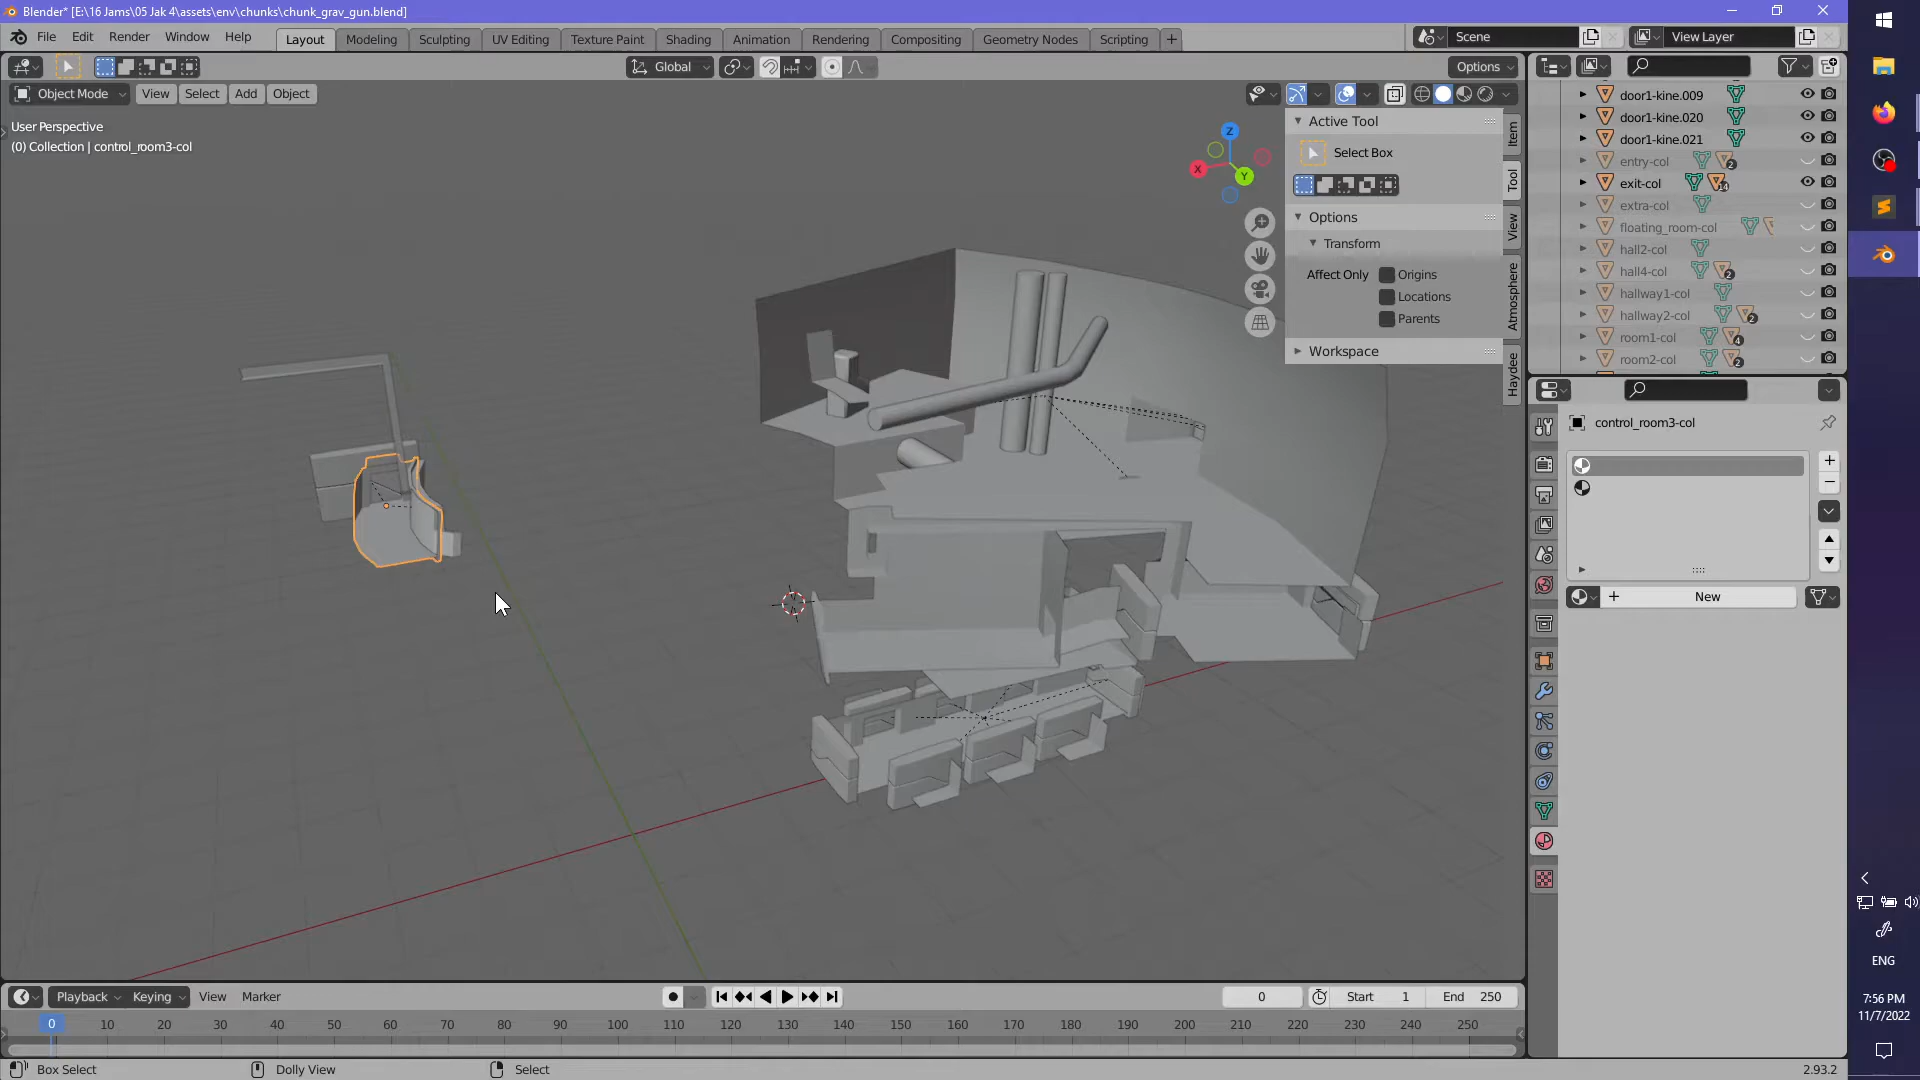 Blender* [E:\16 Jams\05 Jak 4\assets\env\chunks\chunk_grav_gun.blend]
File Edit Render Window Help
Layout Modeling Sculpting UV Editing Texture Paint Shading Animation Rendering Compositing Geometry Nodes Scripting +
Scene
View Layer
Global
Options
Object Mode View Select Add Object
User Perspective
(0) Collection | control_room3-col
Z
X
Y
Active Tool
Select Box
Options
Transform
Affect Only Origins
Locations
Parents
Workspace
Item
Tool
View
Atmosphere
Haydee
door1-kine.009
door1-kine.020
door1-kine.021
entry-col 2
exit-col 14
extra-col
floating_room-col
hall2-col
hall4-col 2
hallway1-col
hallway2-col 2
room1-col 4
room2-col 2
control_room3-col
New
Playback Keying View Marker
0
Start 1
End 250
0 10 20 30 40 50 60 70 80 90 100 110 120 130 140 150 160 170 180 190 200 210 220 230 240 250
Box Select
Dolly View
Select
2.93.2
ENG
7:56 PM
11/7/2022